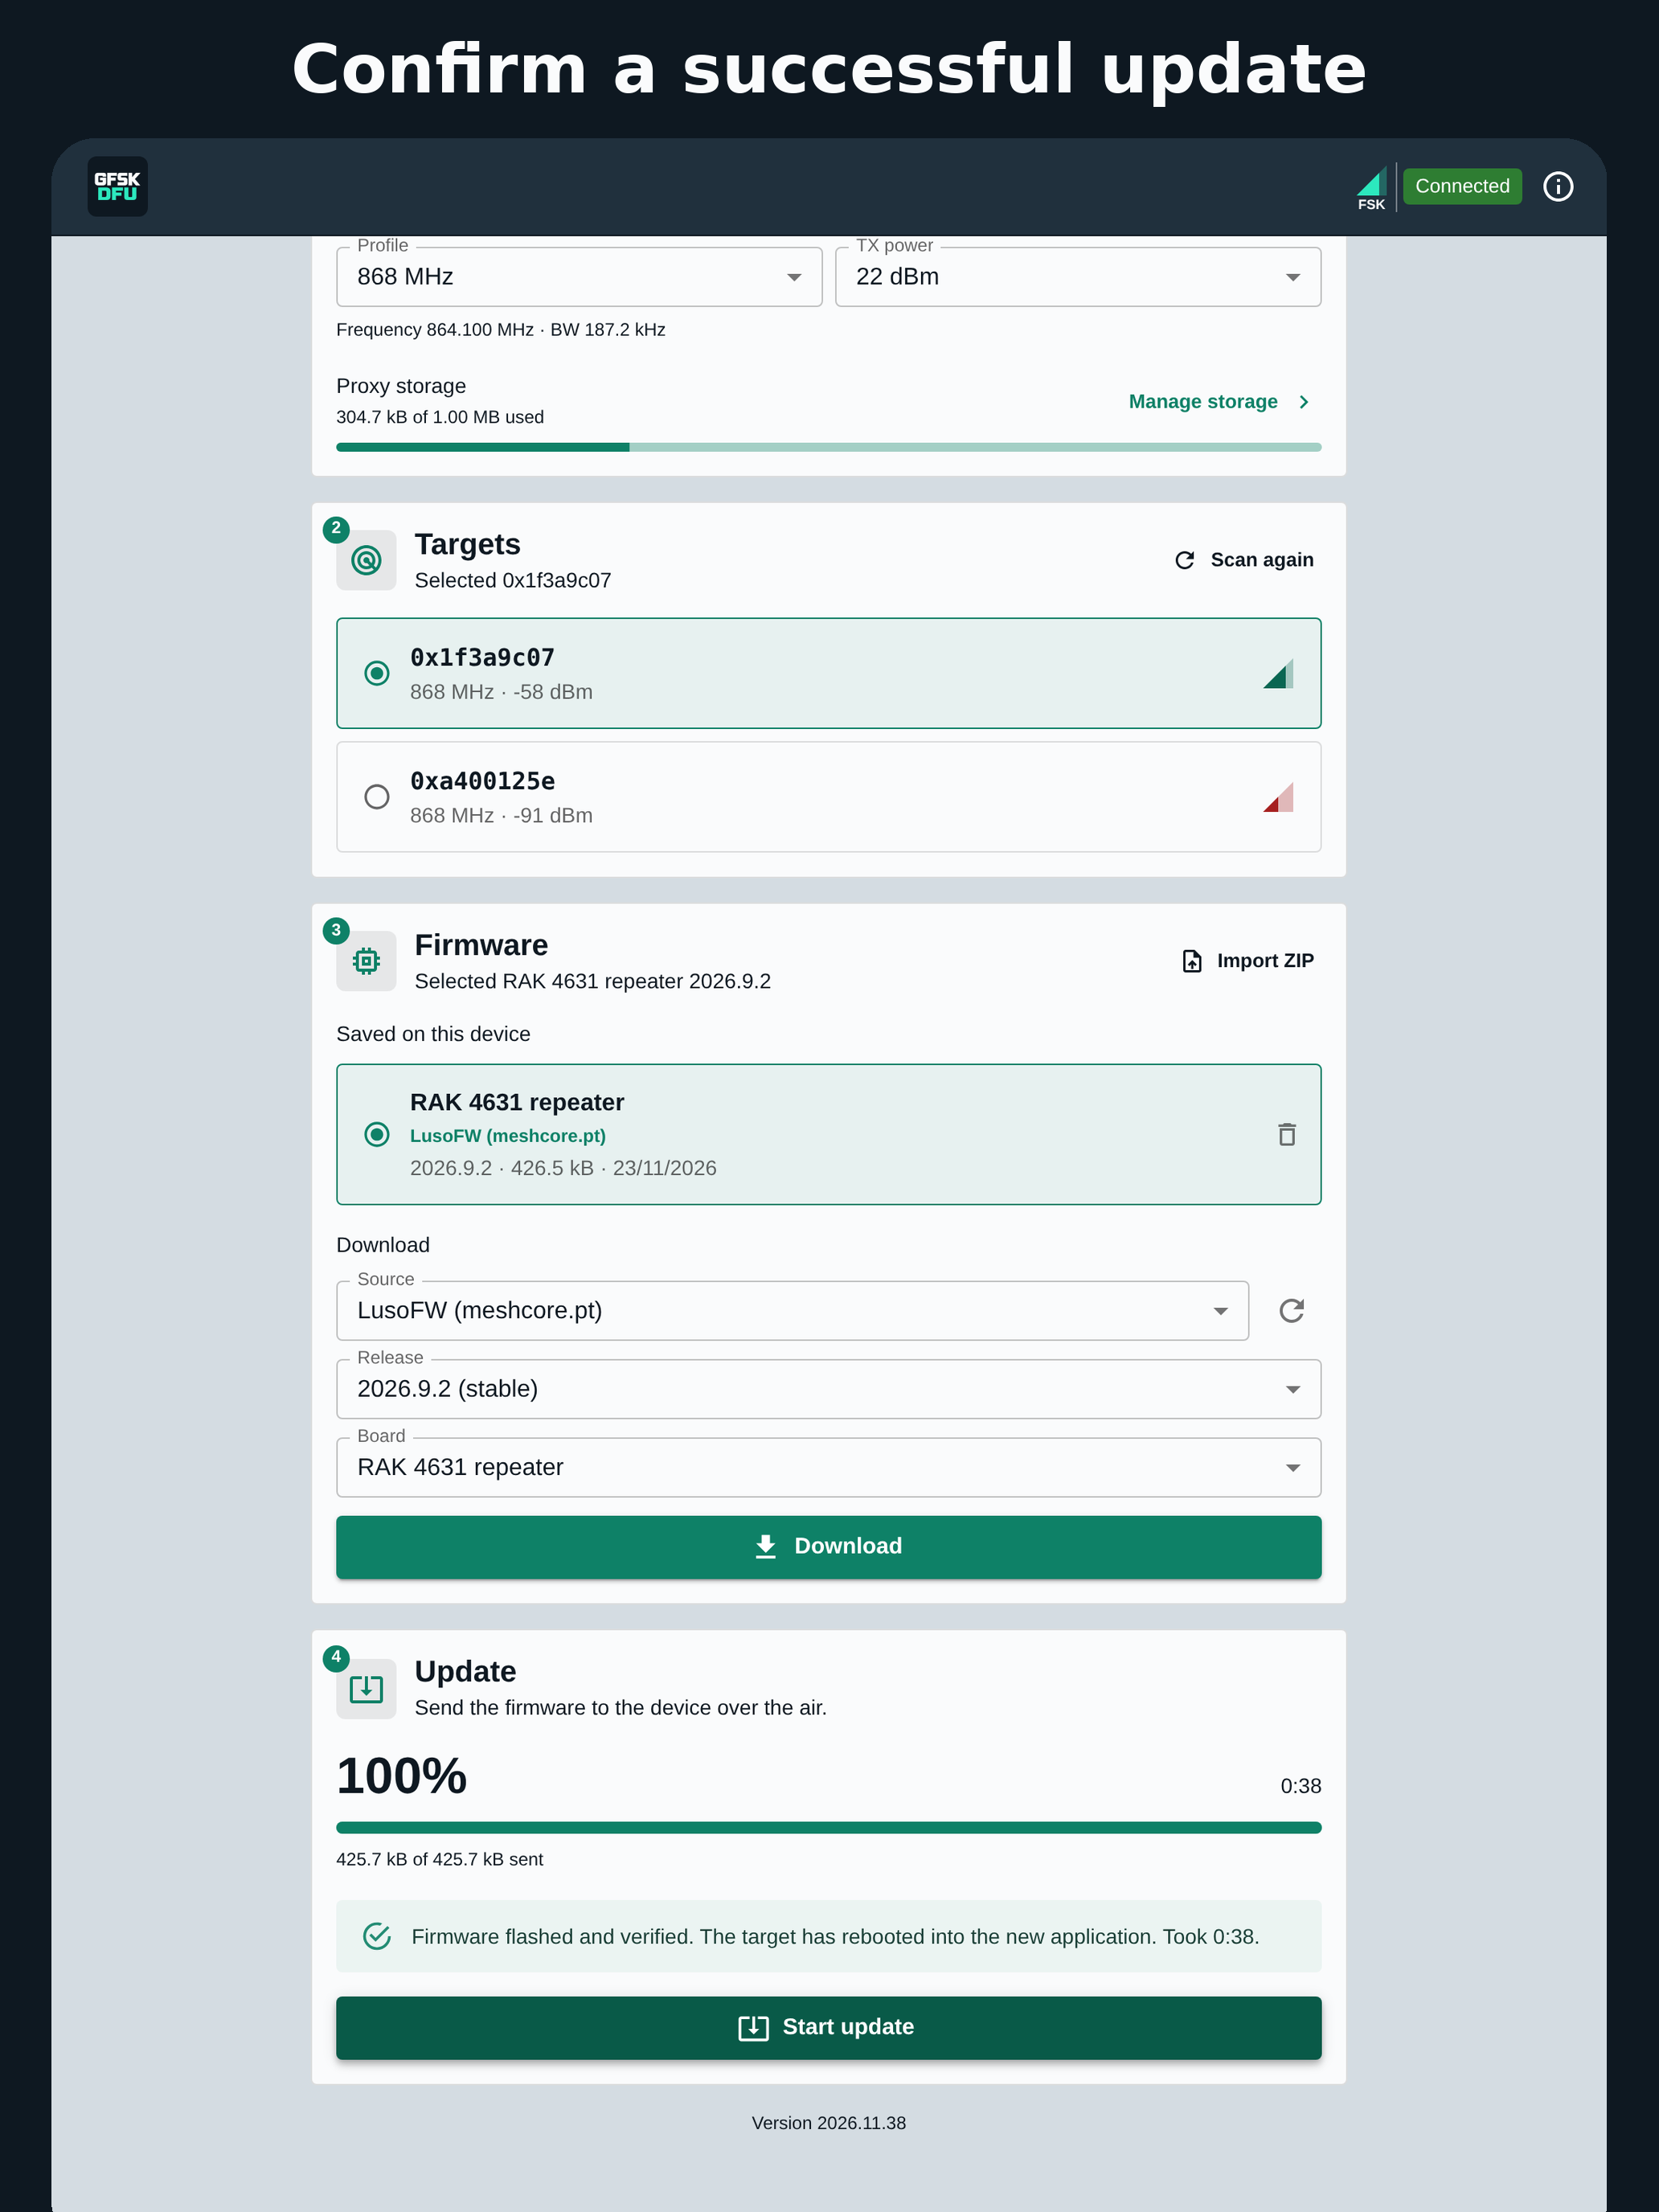 Confirm a successful update
GFSK
DFU
FSK
Connected
Profile
868 MHz
TX power
22 dBm
Frequency 864.100 MHz · BW 187.2 kHz
Proxy storage
304.7 kB of 1.00 MB used
Manage storage
2
Targets
Selected 0x1f3a9c07
Scan again
0x1f3a9c07
868 MHz · -58 dBm
0xa400125e
868 MHz · -91 dBm
3
Firmware
Selected RAK 4631 repeater 2026.9.2
Import ZIP
Saved on this device
RAK 4631 repeater
LusoFW (meshcore.pt)
2026.9.2 · 426.5 kB · 23/11/2026
Download
Source
LusoFW (meshcore.pt)
Release
2026.9.2 (stable)
Board
RAK 4631 repeater
Download
4
Update
Send the firmware to the device over the air.
100%
0:38
425.7 kB of 425.7 kB sent
Firmware flashed and verified. The target has rebooted into the new application. Took 0:38.
Start update
Version 2026.11.38